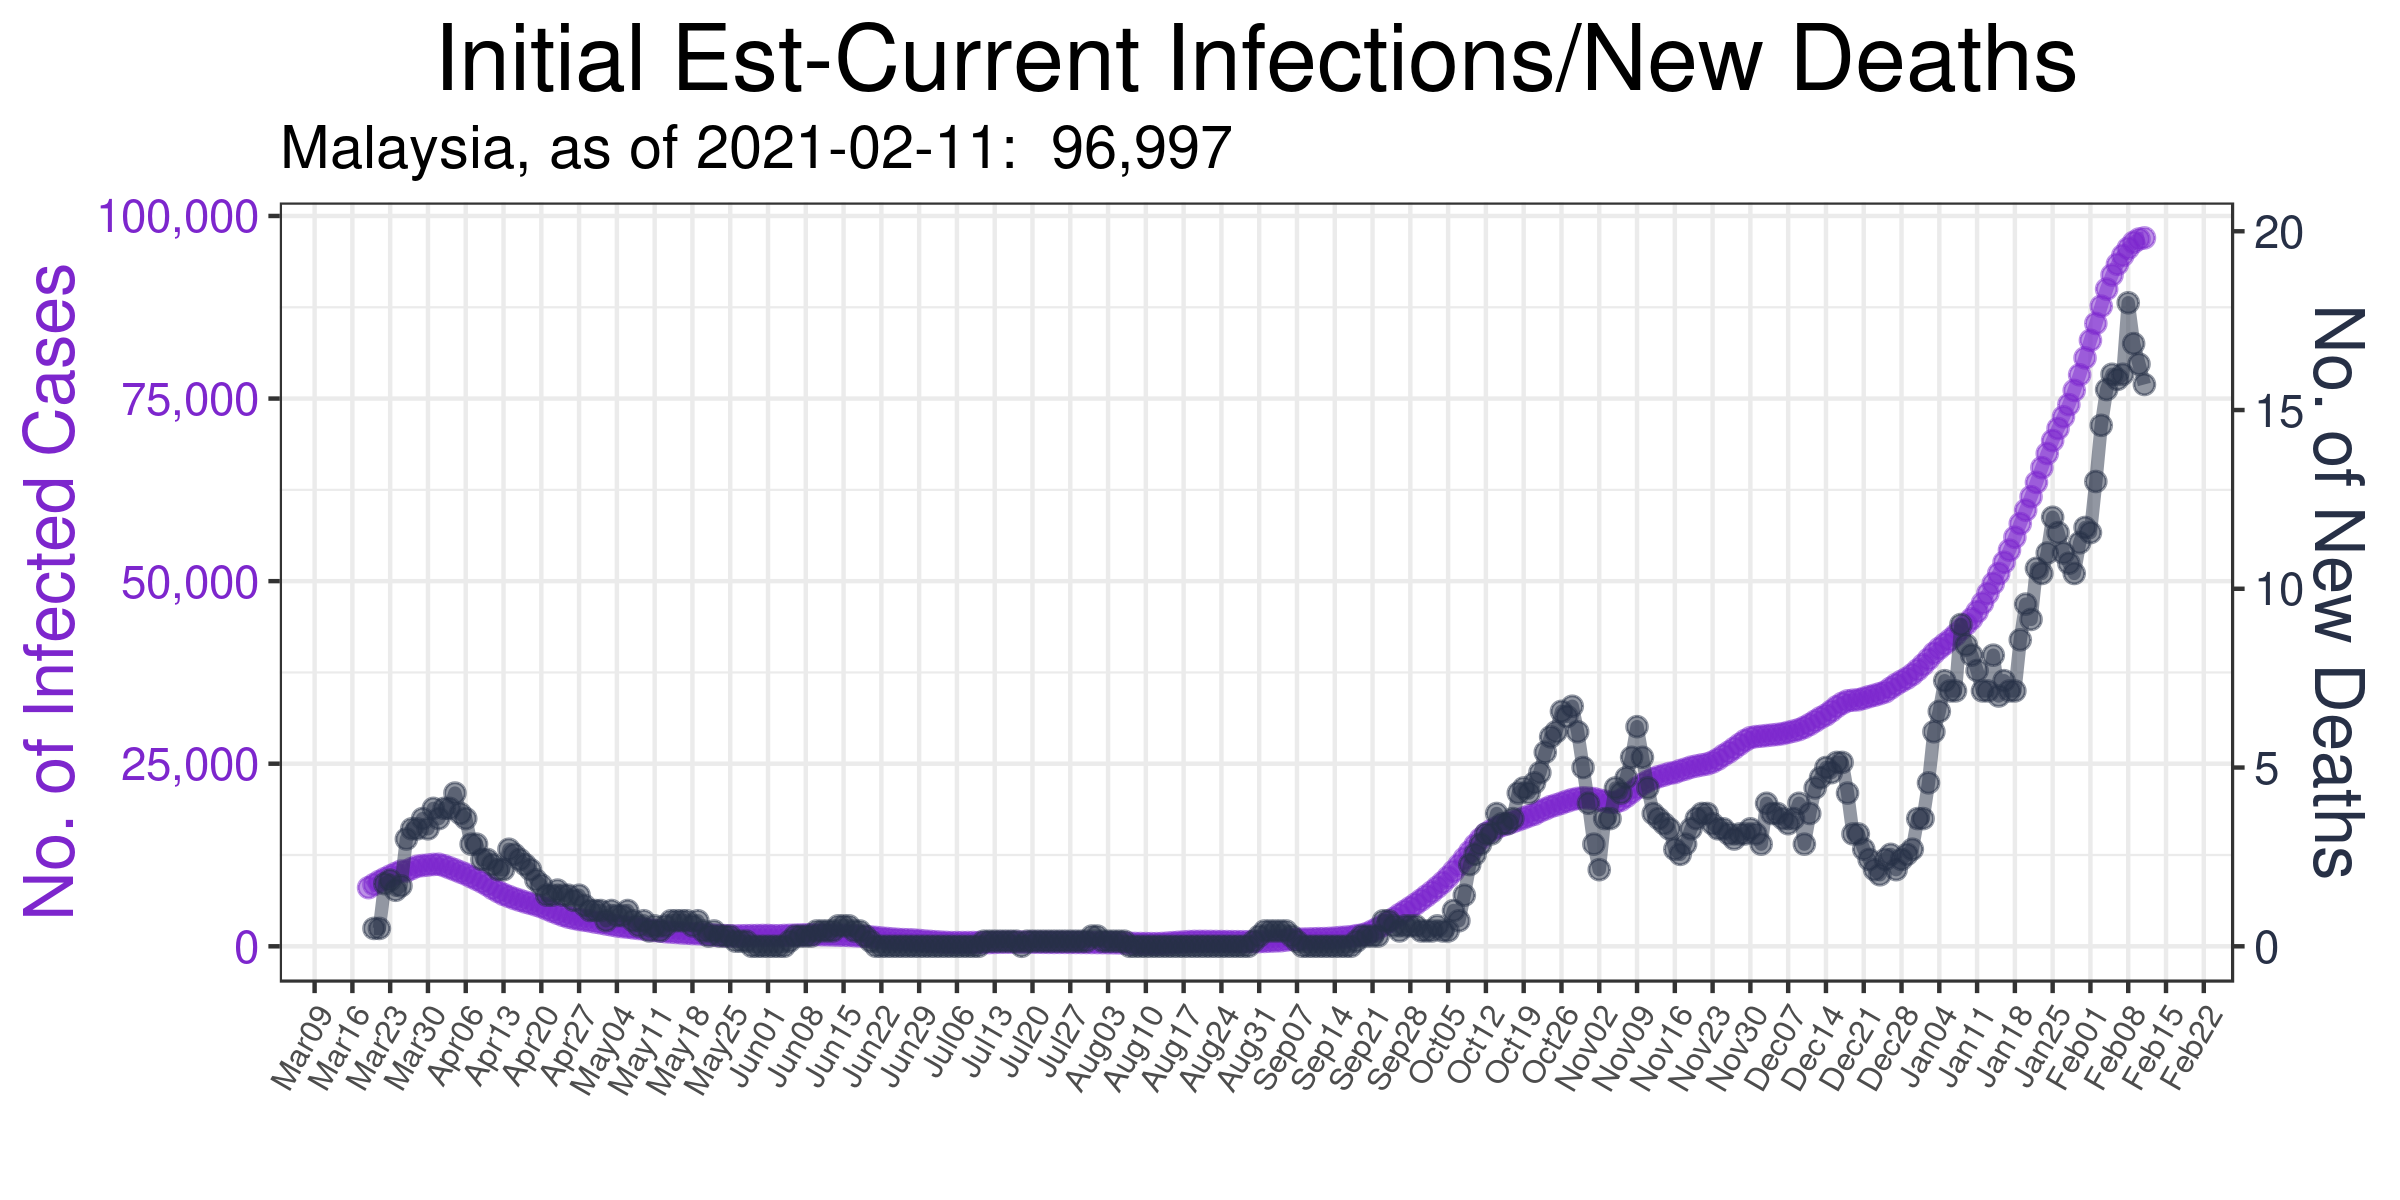 Initial Est-Current Infections/New Deaths
Malaysia, as of 2021-02-11:  96,997
No. of Infected Cases
100,000
75,000
50,000
25,000
0
20
15
10
5
0
No. of New Deaths
Mar09
Mar16
Mar23
Mar30
Apr06
Apr13
Apr20
Apr27
May04
May11
May18
May25
Jun01
Jun08
Jun15
Jun22
Jun29
Jul06
Jul13
Jul20
Jul27
Aug03
Aug10
Aug17
Aug24
Aug31
Sep07
Sep14
Sep21
Sep28
Oct05
Oct12
Oct19
Oct26
Nov02
Nov09
Nov16
Nov23
Nov30
Dec07
Dec14
Dec21
Dec28
Jan04
Jan11
Jan18
Jan25
Feb01
Feb08
Feb15
Feb22